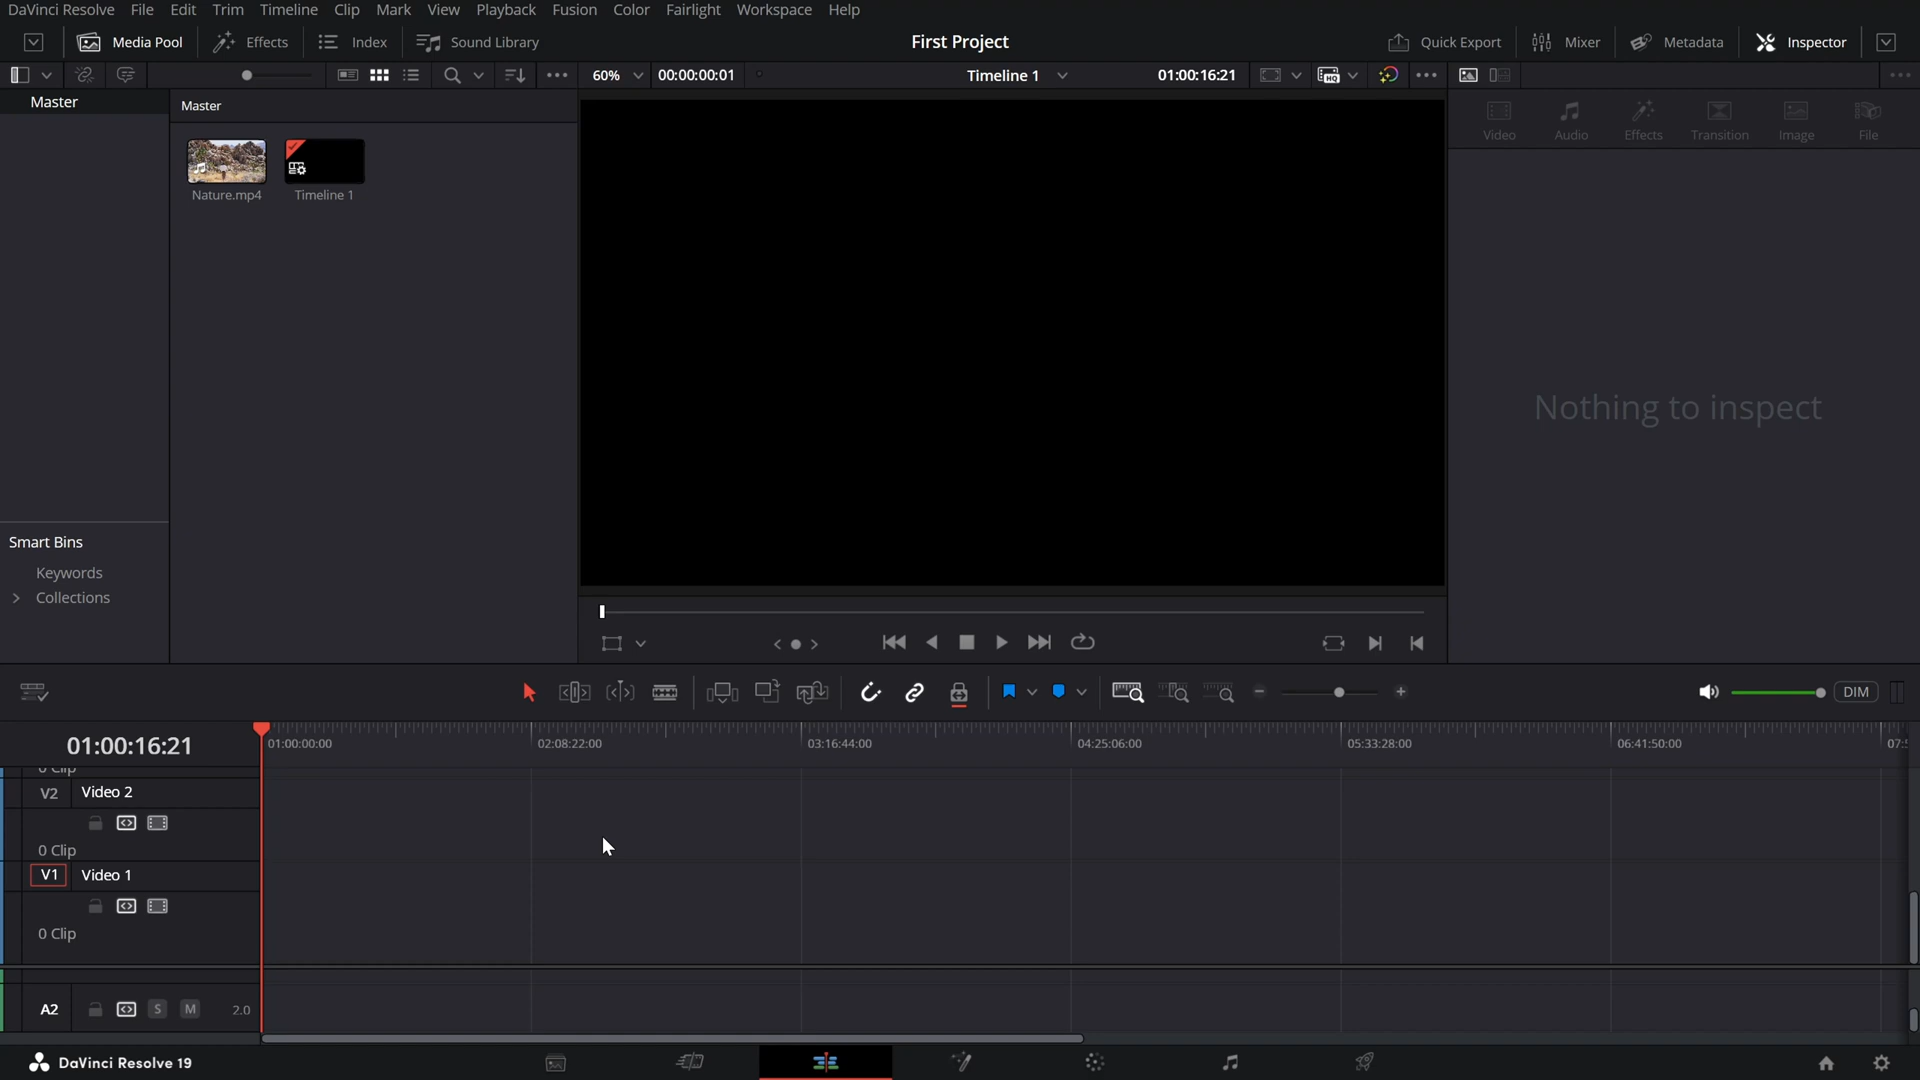 DaVinci Resolve File Edit Trim Timeline Clip Mark View Playback Fusion Color Fairlight Workspace Help
Media Pool Effects Index Sound Library First Project Quick Export Mixer Metadata Inspector
60% 00:00:00:01 Timeline 1 01:00:16:21
Master Master
Video Audio Effects Transition Image File
Nature.mp4 Timeline 1
Nothing to inspect
Smart Bins
Keywords
Collections
DIM
01:00:16:21 01:00:00:00 02:08:22:00 03:16:44:00 04:25:06:00 05:33:28:00 06:41:50:00
0 Clip
V2 Video 2
0 Clip
V1 Video 1
0 Clip
A2 S M 2.0
DaVinci Resolve 19